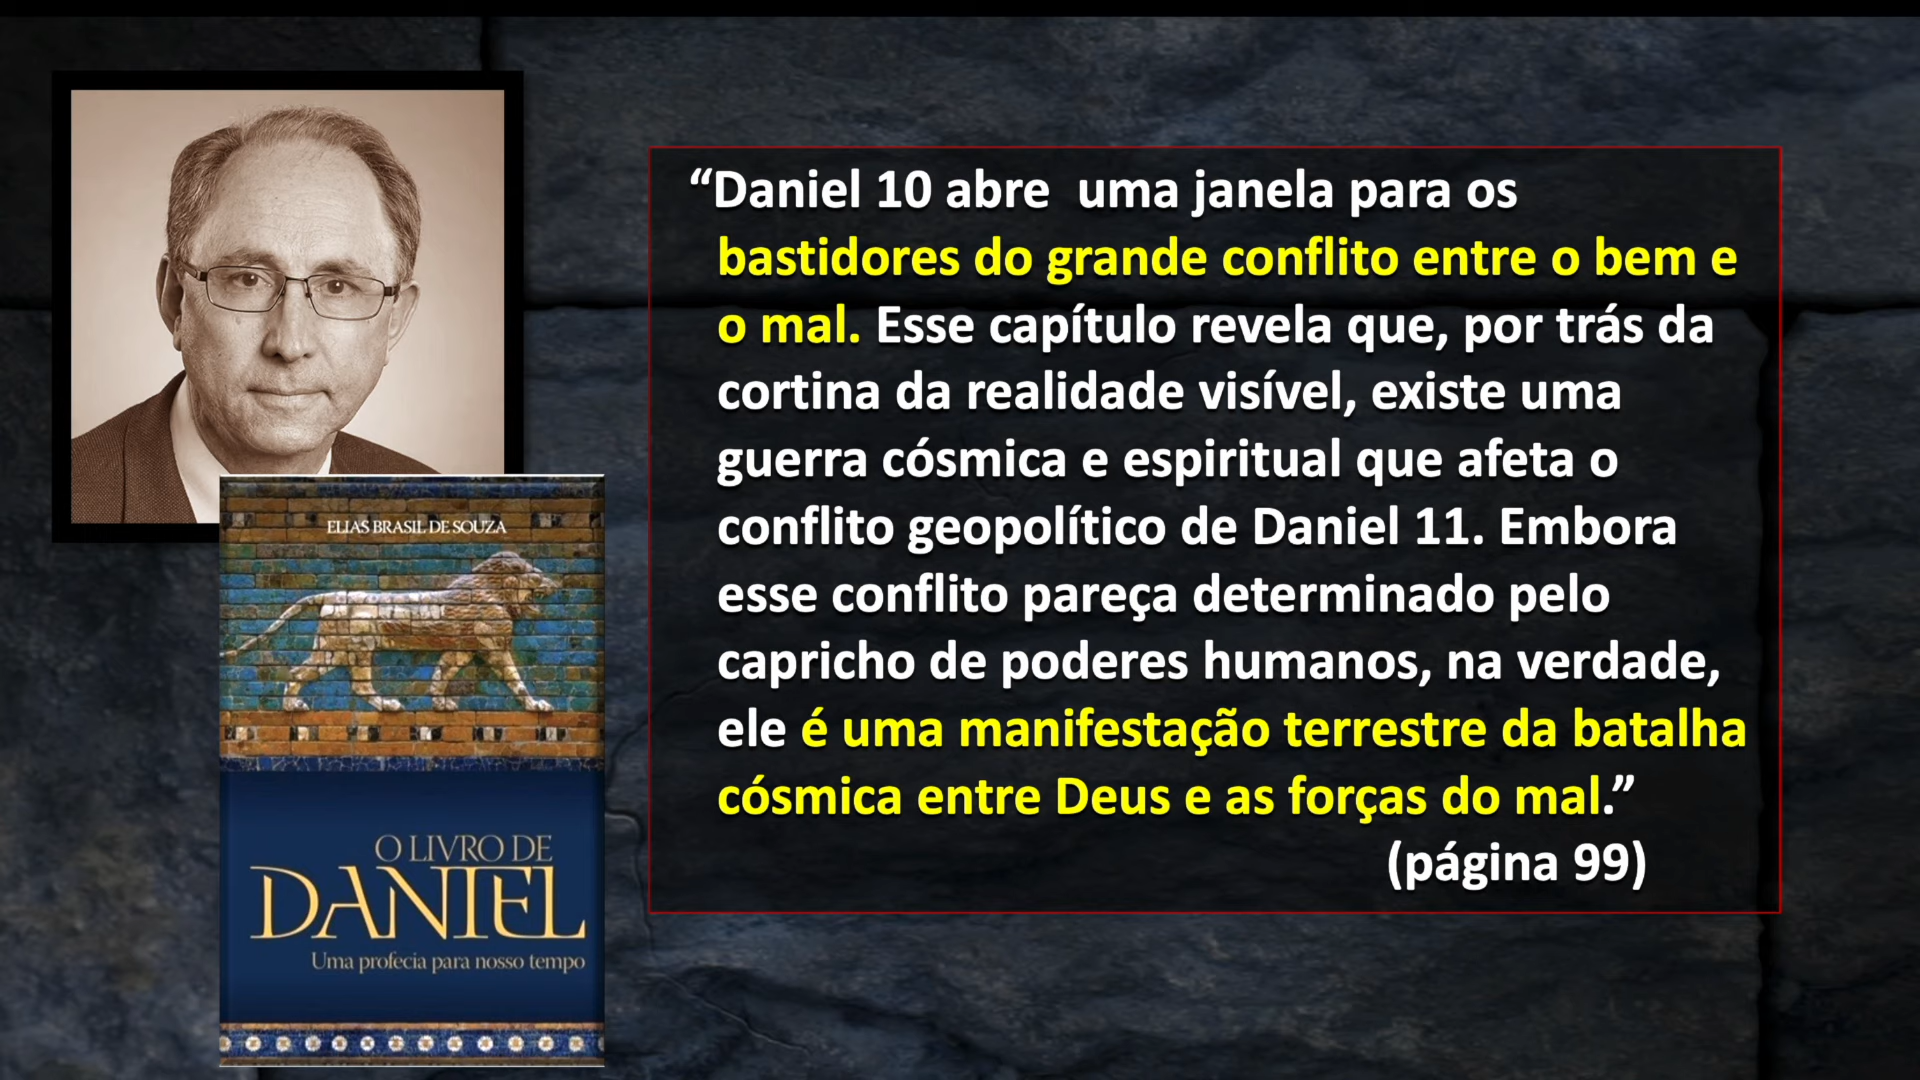 “Daniel 10 abre  uma janela para os
bastidores do grande conflito entre o bem e
o mal. Esse capítulo revela que, por trás da
cortina da realidade visível, existe uma
guerra cósmica e espiritual que afeta o
conflito geopolítico de Daniel 11. Embora
esse conflito pareça determinado pelo
capricho de poderes humanos, na verdade,
ele é uma manifestação terrestre da batalha
cósmica entre Deus e as forças do mal.”
(página 99)
ELIAS BRASIL DE SOUZA
O LIVRO DE
DANIEL
Uma profecia para nosso tempo